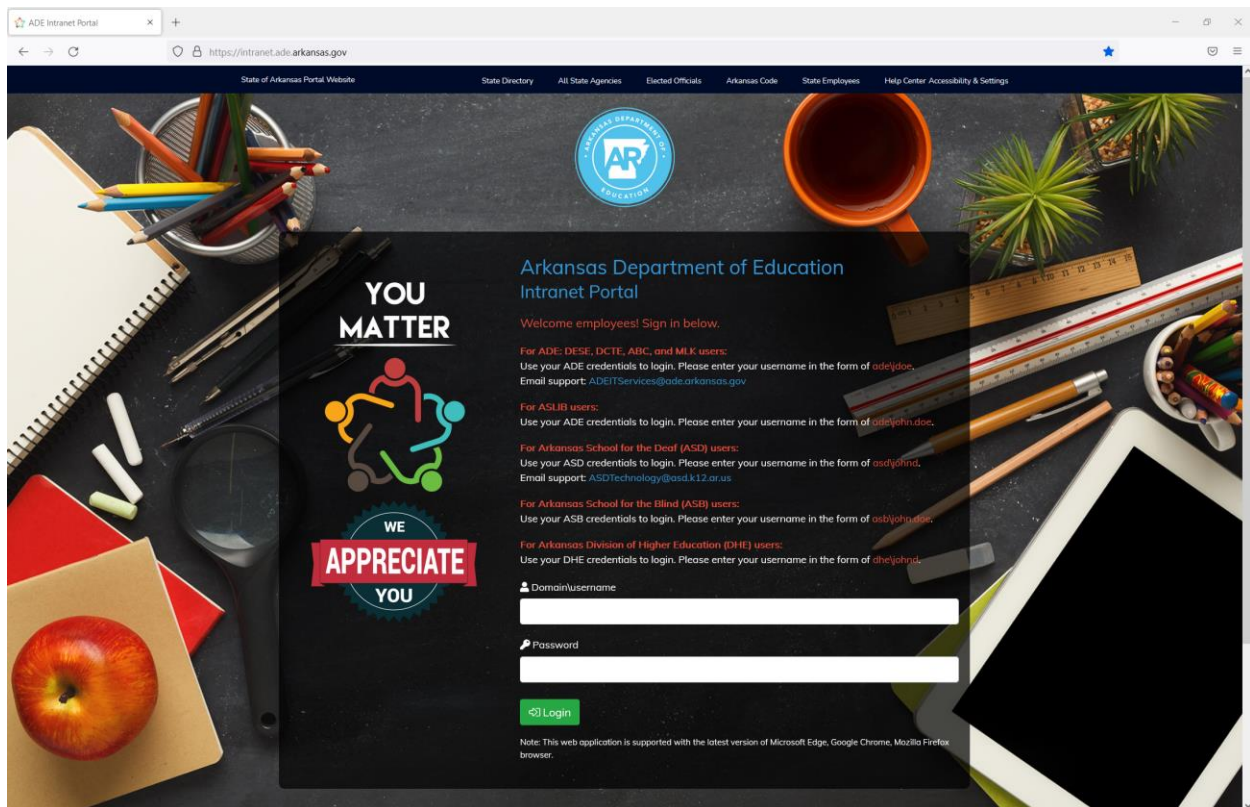 ADE Intranet Portal
https://intranet.ade.arkansas.gov
State of Arkansas Portal Website
State Directory
All State Agencies
Elected Officials
Arkansas Code
State Employees
Help Center Accessibility & Settings
ARKANSAS DEPARTMENT OF
AR
EDUCATION
YOU
MATTER
WE
APPRECIATE
YOU
Arkansas Department of Education
Intranet Portal
Welcome employees! Sign in below.
For ADE: DESE, DCTE, ABC, and MLK users:
Use your ADE credentials to login. Please enter your username in the form of ade\jdoe.
Email support: ADEITServices@ade.arkansas.gov
For ASLIB users:
Use your ADE credentials to login. Please enter your username in the form of ade\john.doe.
For Arkansas School for the Deaf (ASD) users:
Use your ASD credentials to login. Please enter your username in the form of asd\johnd.
Email support: ASDTechnology@asd.k12.ar.us
For Arkansas School for the Blind (ASB) users:
Use your ASB credentials to login. Please enter your username in the form of asb\john.doe.
For Arkansas Division of Higher Education (DHE) users:
Use your DHE credentials to login. Please enter your username in the form of dhe\johnd.
Domain\username
Password
Login
Note: This web application is supported with the latest version of Microsoft Edge, Google Chrome, Mozilla Firefox
browser.